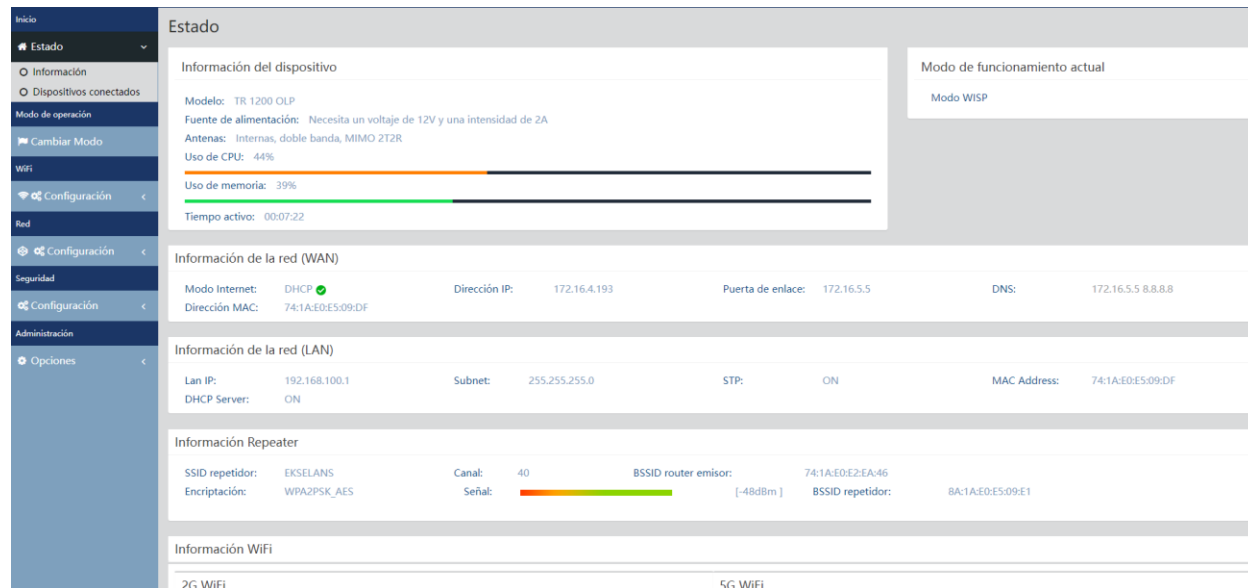 Inicio
Estado
Información
Dispositivos conectados
Modo de operación
Cambiar Modo
WiFi
Configuración
Red
Configuración
Seguridad
Configuración
Administración
Opciones
Estado
Información del dispositivo
Modelo: TR 1200 OLP
Fuente de alimentación: Necesita un voltaje de 12V y una intensidad de 2A
Antenas: Internas, doble banda, MIMO 2T2R
Uso de CPU: 44%
Uso de memoria: 39%
Tiempo activo: 00:07:22
Modo de funcionamiento actual
Modo WISP
Información de la red (WAN)
Modo Internet: DHCP Dirección IP: 172.16.4.193 Puerta de enlace: 172.16.5.5 DNS: 172.16.5.5 8.8.8.8
Dirección MAC: 74:1A:E0:E5:09:DF
Información de la red (LAN)
Lan IP: 192.168.100.1 Subnet: 255.255.255.0 STP: ON MAC Address: 74:1A:E0:E5:09:DF
DHCP Server: ON
Información Repeater
SSID repetidor: EKSELANS Canal: 40 BSSID router emisor: 74:1A:E0:E2:EA:46
Encriptación: WPA2PSK_AES Señal: [-48dBm ] BSSID repetidor: 8A:1A:E0:E5:09:E1
Información WiFi
2G WiFi 5G WiFi